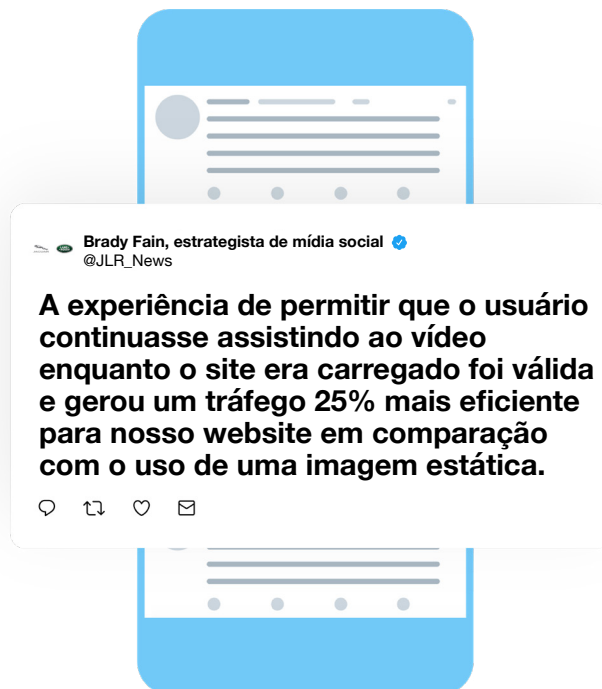 Brady Fain, estrategista de mídia social
@JLR_News
A experiência de permitir que o usuário
continuasse assistindo ao vídeo
enquanto o site era carregado foi válida
e gerou um tráfego 25% mais eficiente
para nosso website em comparação
com o uso de uma imagem estática.